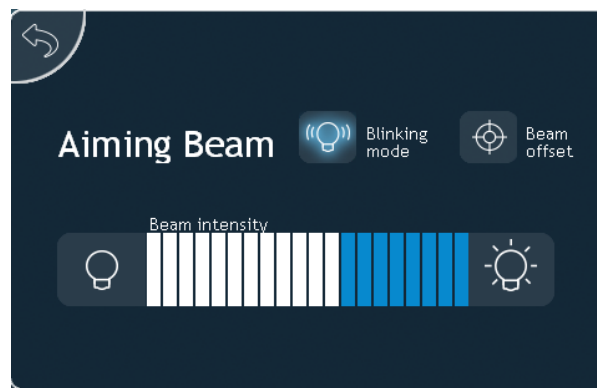 Aiming Beam
Blinking
mode
Beam
offset
Beam intensity